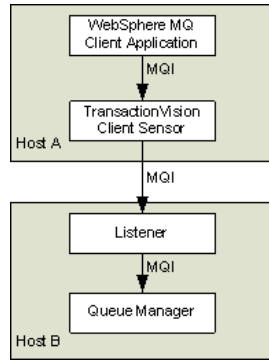 WebSphere MQ
Client Application
MQI
TransactionVision
Client Sensor
Host A
MQI
Listener
MQI
Queue Manager
Host B